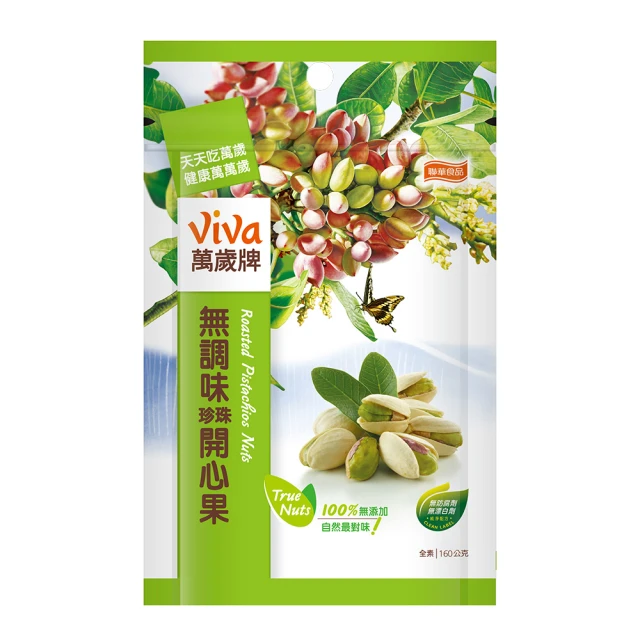 天天吃萬歲
健康萬萬歲
聯華食品
viva
萬歲牌
無調味珍珠開心果
Roasted Pistachios Nuts
True
Nuts
100%無添加
自然最對味！
無防腐劑
無漂白劑
CLEAN LABEL
全素|160公克